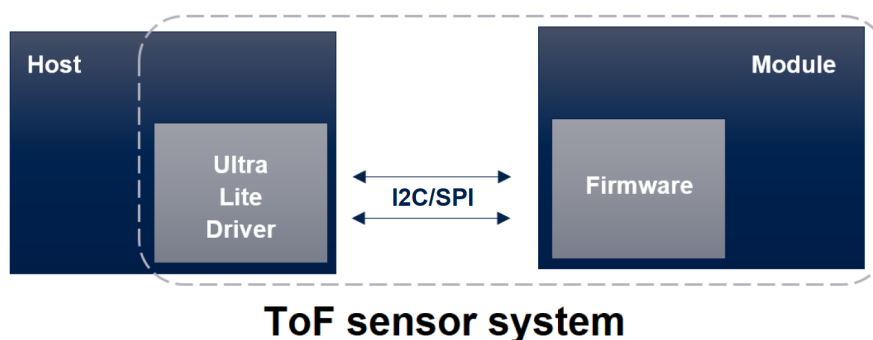 Host
Module
Ultra
Lite
Driver
I2C/SPI
Firmware
ToF sensor system